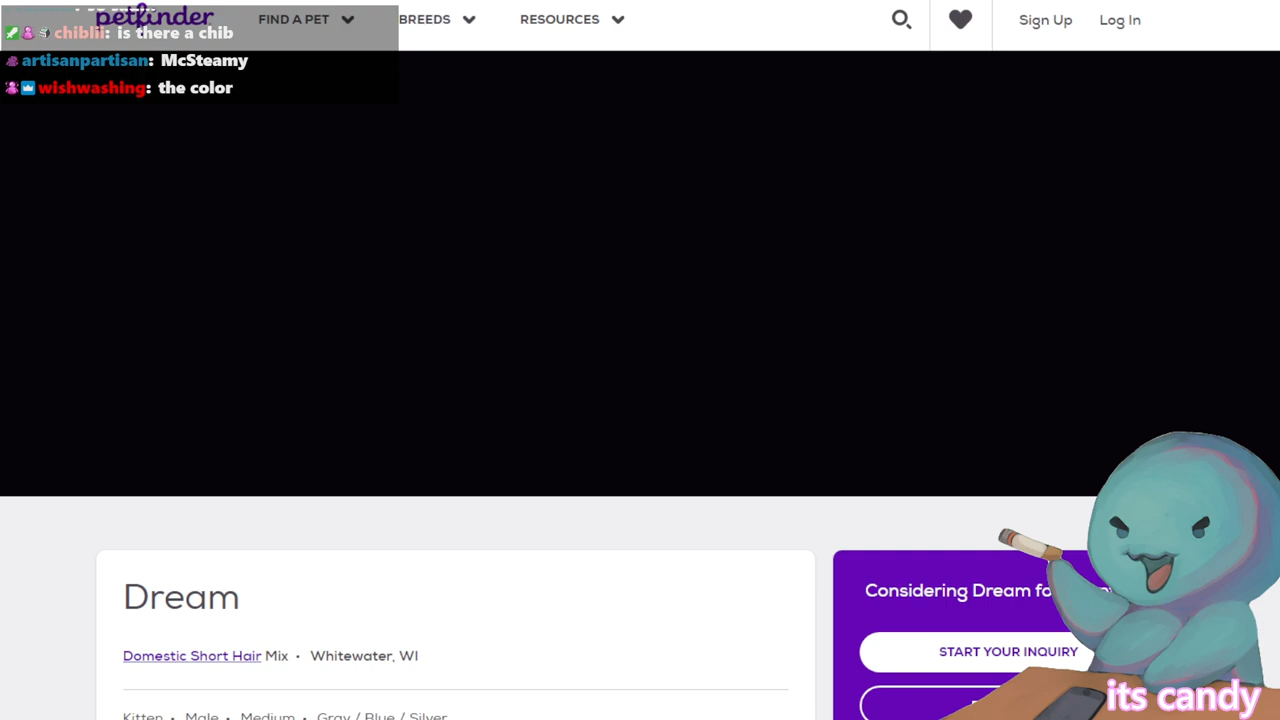 petfinder FIND A PET BREEDS RESOURCES Sign Up Log In
chiblii: is there a chib
artisanpartisan: McSteamy
wishwashing: the color
Dream
Domestic Short Hair Mix • Whitewater, WI
Kitten • Male • Medium • Gray / Blue / Silver
Considering Dream fo
START YOUR INQUIRY
its candy